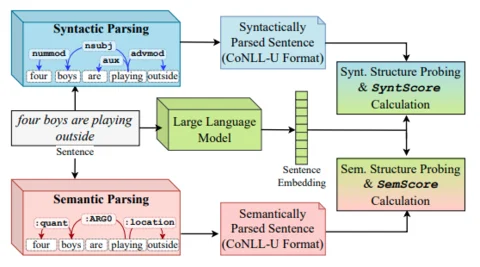 Syntactic Parsing
nsubj
nummod
advmod
aux
four boys are playing outside
Syntactically
Parsed Sentence
(CoNLL-U Format)
Synt. Structure Probing
& SyntScore
Calculation
four boys are playing
outside
Sentence
Large Language
Model
Sentence
Embedding
Sem. Structure Probing
& SemScore
Calculation
Semantic Parsing
:quant
:ARG0
:location
four boys are playing outside
Semantically
Parsed Sentence
(CoNLL-U Format)